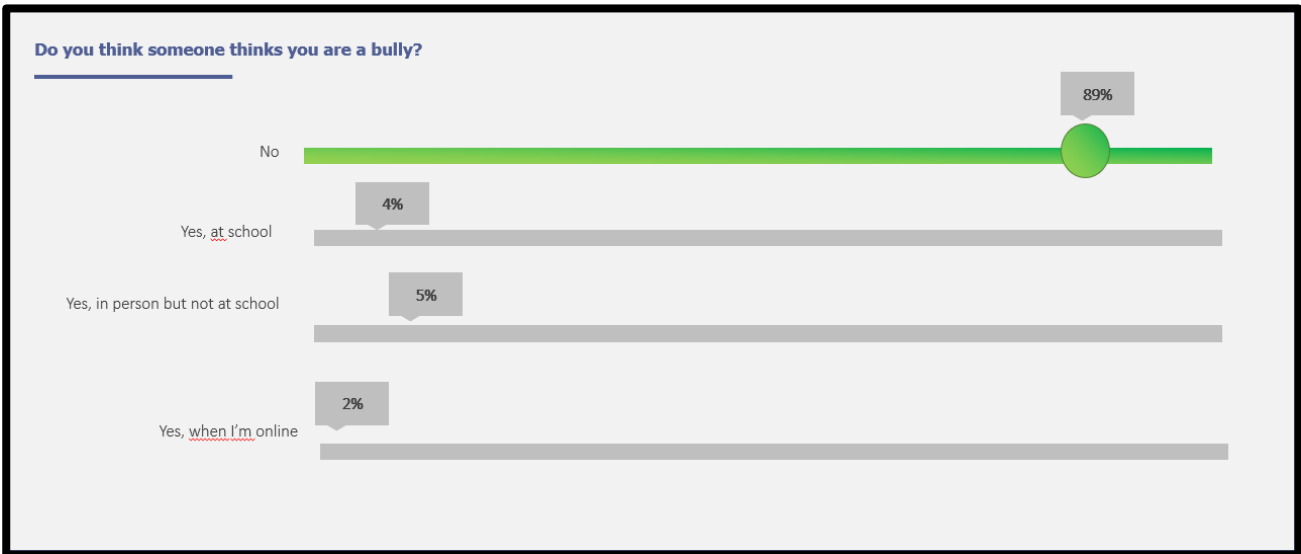 Do you think someone thinks you are a bully?
89%
No
4%
Yes, at school
5%
Yes, in person but not at school
2%
Yes, when I'm online